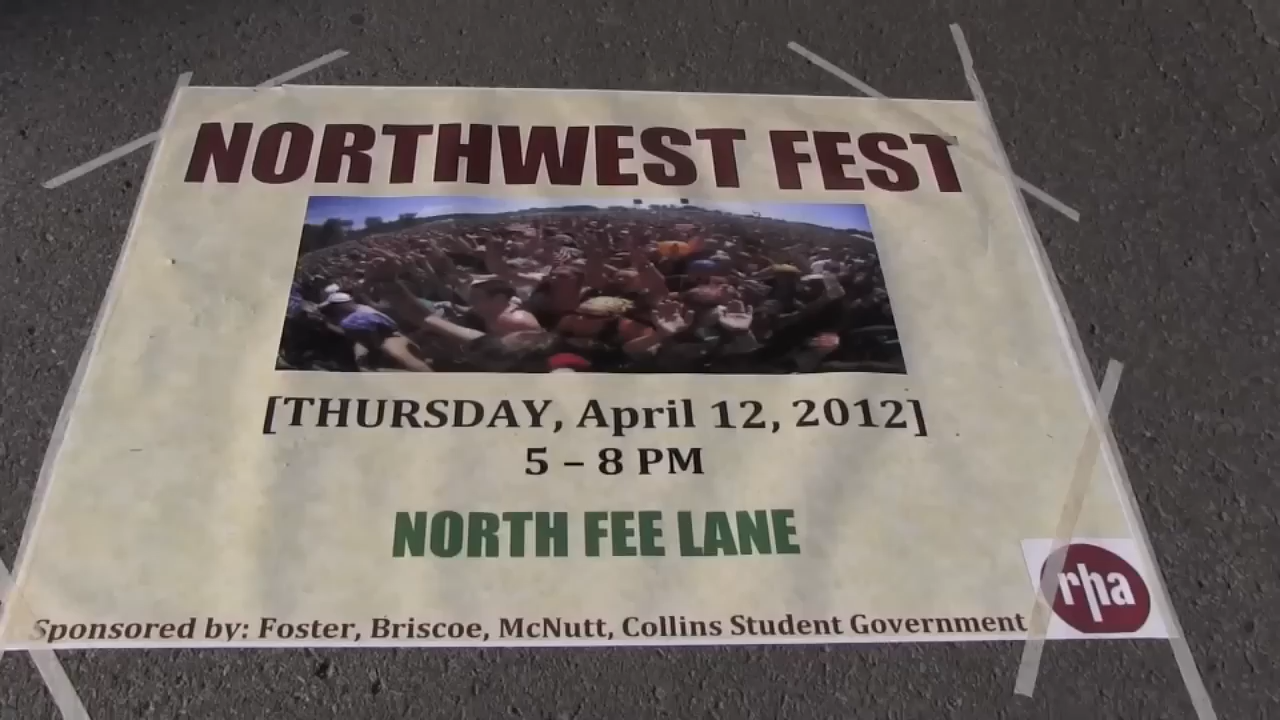 NORTHWEST FEST
[THURSDAY, April 12, 2012]
5 – 8 PM
NORTH FEE LANE
Sponsored by: Foster, Briscoe, McNutt, Collins Student Government
rha